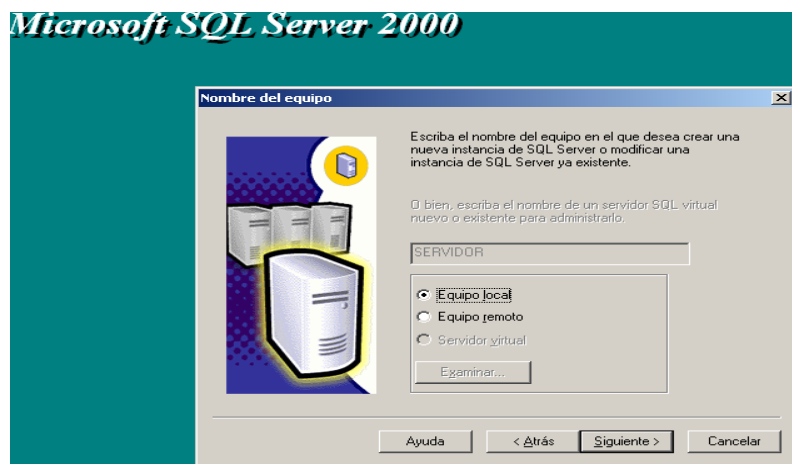 Microsoft SQL Server 2000
Nombre del equipo
Escriba el nombre del equipo en el que desea crear una
nueva instancia de SQL Server o modificar una
instancia de SQL Server ya existente.
O bien, escriba el nombre de un servidor SQL virtual
nuevo o existente para administrarlo.
SERVIDOR
Equipo local
Equipo remoto
Servidor virtual
Examinar...
Ayuda
< Atrás
Siguiente >
Cancelar